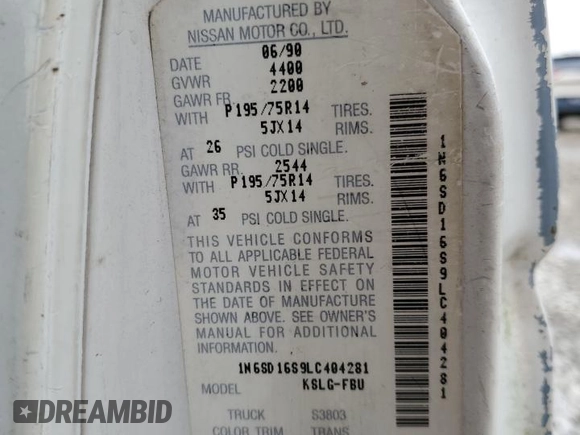 MANUFACTURED BY
NISSAN MOTOR CO., LTD.
DATE 06/90
GVWR 4400
GAWR FR. 2200
WITH P195/75R14 TIRES.
5JX14 RIMS.
AT 26 PSI COLD SINGLE.
GAWR RR. 2544
WITH P195/75R14 TIRES.
5JX14 RIMS.
AT 35 PSI COLD SINGLE.
THIS VEHICLE CONFORMS
TO ALL APPLICABLE FEDERAL
MOTOR VEHICLE SAFETY
STANDARDS IN EFFECT ON
THE DATE OF MANUFACTURE
SHOWN ABOVE. SEE OWNER'S
MANUAL FOR ADDITIONAL
INFORMATION.
1N6SD16S9LC404281
MODEL KSLG-FBU
TRUCK S3803
COLOR TRIM TRANS
1N6SD16S9LC404281